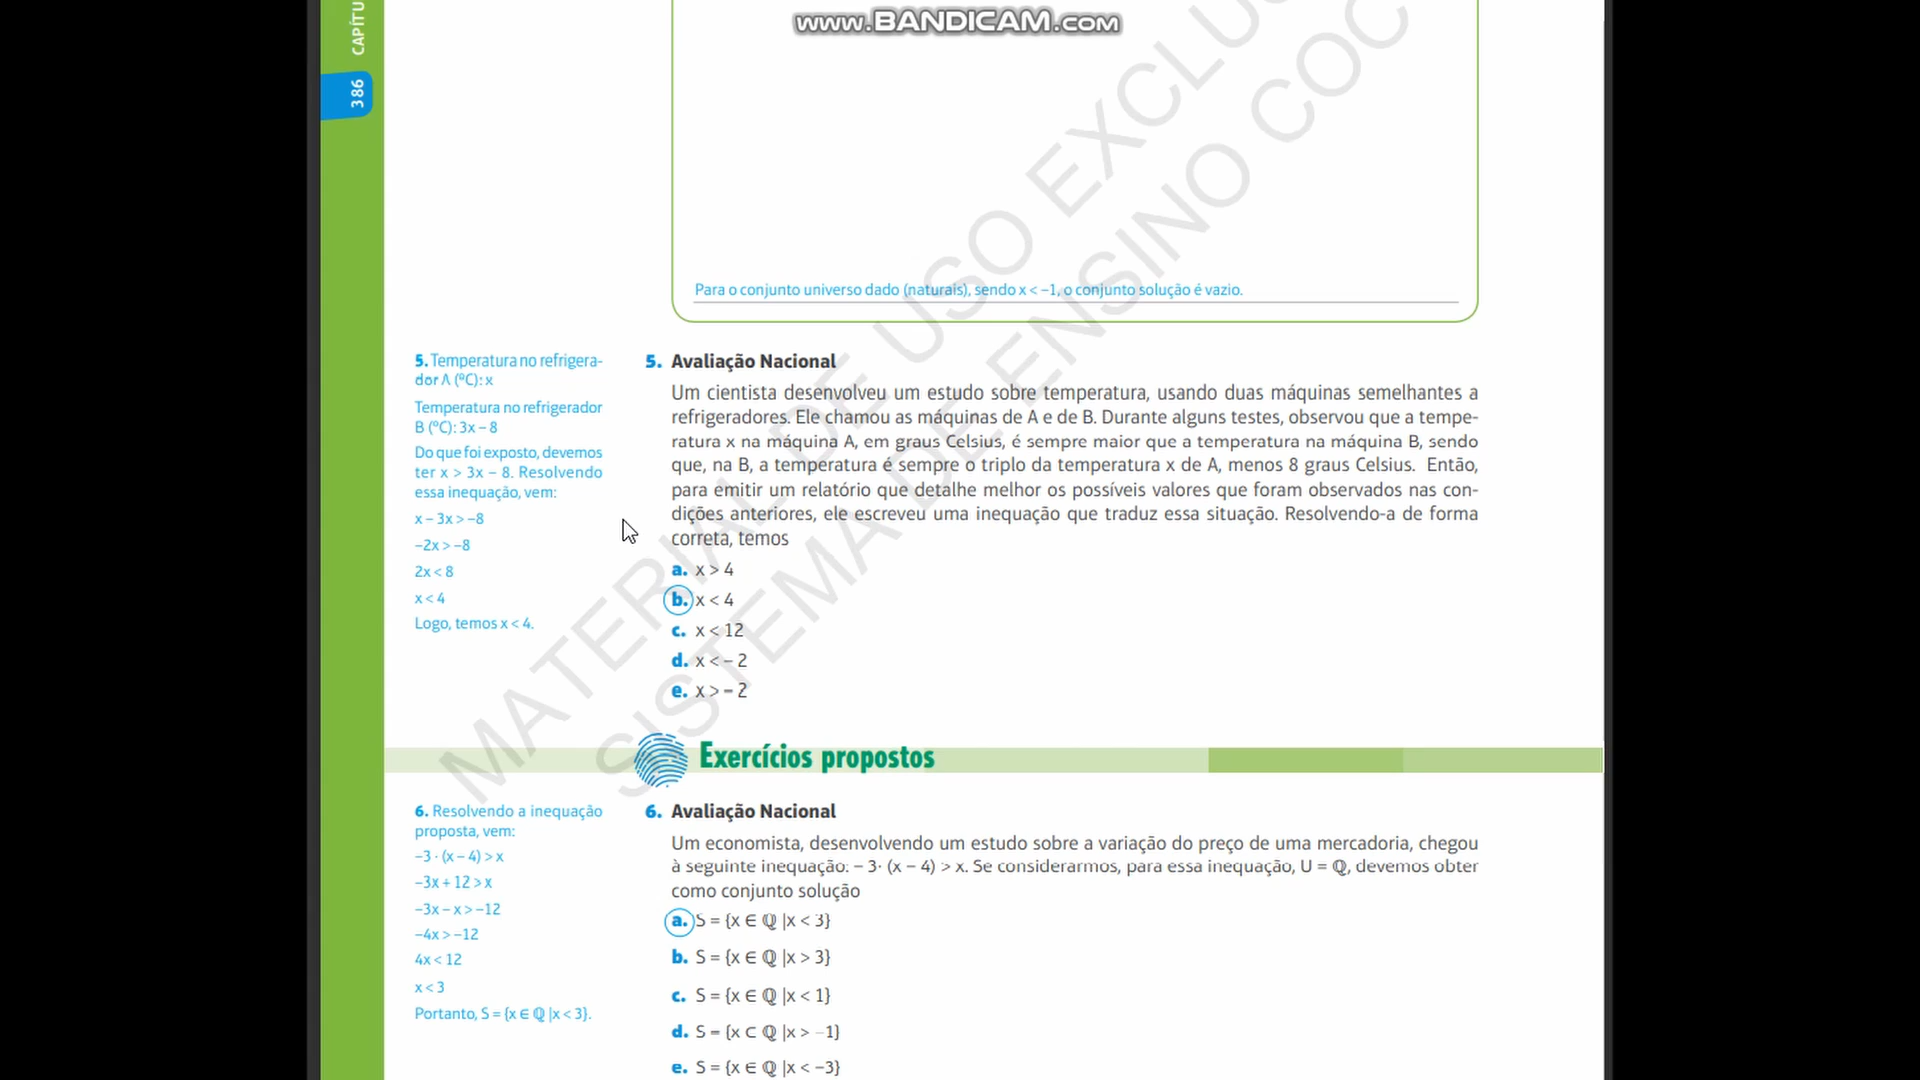 www.BANDICAM.com
CAPÍTU
386
MATERIAL DE USO EXCLUS
SISTEMA DE ENSINO COC
Para o conjunto universo dado (naturais), sendo x < –1, o conjunto solução é vazio.
5. Temperatura no refrigera-
dor A (ºC): x
Temperatura no refrigerador
B (ºC): 3x – 8
Do que foi exposto, devemos
ter x > 3x – 8. Resolvendo
essa inequação, vem:
x – 3x > –8
–2x > –8
2x < 8
x < 4
Logo, temos x < 4.
5. Avaliação Nacional
Um cientista desenvolveu um estudo sobre temperatura, usando duas máquinas semelhantes a
refrigeradores. Ele chamou as máquinas de A e de B. Durante alguns testes, observou que a tempe-
ratura x na máquina A, em graus Celsius, é sempre maior que a temperatura na máquina B, sendo
que, na B, a temperatura é sempre o triplo da temperatura x de A, menos 8 graus Celsius. Então,
para emitir um relatório que detalhe melhor os possíveis valores que foram observados nas con-
dições anteriores, ele escreveu uma inequação que traduz essa situação. Resolvendo-a de forma
correta, temos
a. x > 4
b. x < 4
c. x < 12
d. x < – 2
e. x > – 2
Exercícios propostos
6. Resolvendo a inequação
proposta, vem:
–3 · (x – 4) > x
–3x + 12 > x
–3x – x > –12
–4x > –12
4x < 12
x < 3
Portanto, S = {x ∈ ℚ |x < 3}.
6. Avaliação Nacional
Um economista, desenvolvendo um estudo sobre a variação do preço de uma mercadoria, chegou
à seguinte inequação: – 3· (x – 4) > x. Se considerarmos, para essa inequação, U = ℚ, devemos obter
como conjunto solução
a. S = {x ∈ ℚ |x < 3}
b. S = {x ∈ ℚ |x > 3}
c. S = {x ∈ ℚ |x < 1}
d. S = {x ∈ ℚ |x > –1}
e. S = {x ∈ ℚ |x < –3}